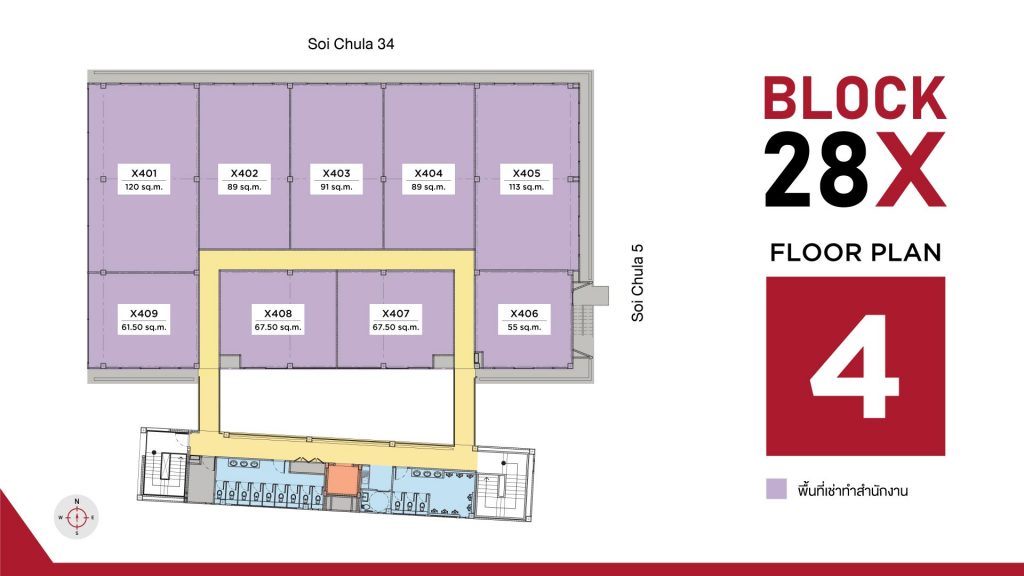 Soi Chula 34
X401
120 sq.m.
X402
89 sq.m.
X403
91 sq.m.
X404
89 sq.m.
X405
113 sq.m.
X409
61.50 sq.m.
X408
67.50 sq.m.
X407
67.50 sq.m.
X406
55 sq.m.
Soi Chula 5
BLOCK
28X
FLOOR PLAN
4
พื้นที่เช่าทำสำนักงาน
N
W E
S